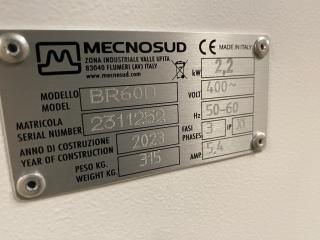 MECNOSUD
ZONA INDUSTRIALE VALLE UFITA
83040 FLUMERI (AV) ITALY
www.mecnosud.com
CE MADE IN ITALY
kW 2,2
MODELLO
MODEL
BR60D
VOLT 400~
MATRICOLA
SERIAL NUMBER
2311252
Hz 50-60
ANNO DI COSTRUZIONE
YEAR OF CONSTRUCTION
2023
FASI
PHASES
3
IP
PESO KG.
WEIGHT KG.
315
AMP 5.4